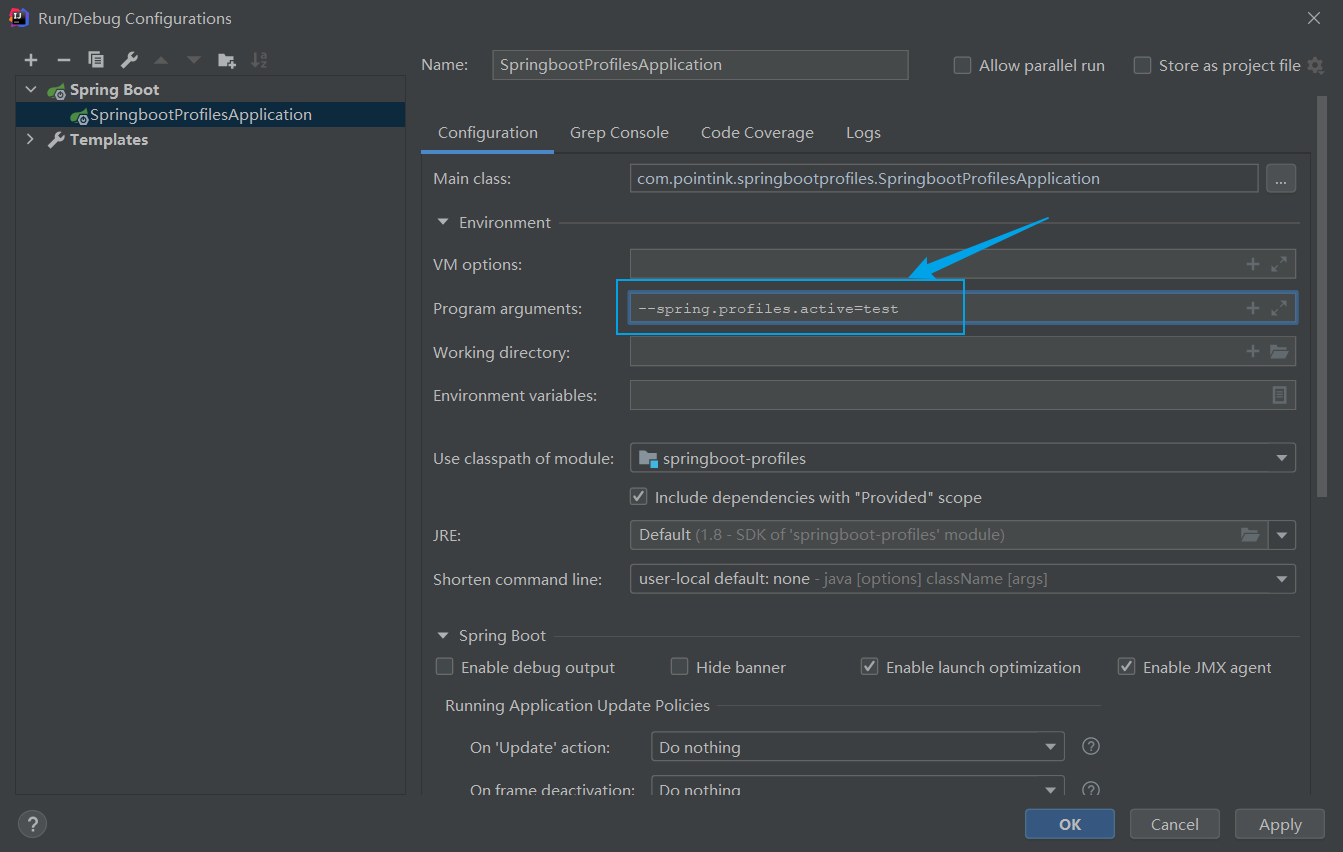 Run/Debug Configurations
Name: SpringbootProfilesApplication Allow parallel run Store as project file
Spring Boot
SpringbootProfilesApplication
Templates
Configuration Grep Console Code Coverage Logs
Main class: com.pointink.springbootprofiles.SpringbootProfilesApplication ...
Environment
VM options:
Program arguments: --spring.profiles.active=test
Working directory:
Environment variables:
Use classpath of module: springboot-profiles
Include dependencies with "Provided" scope
JRE: Default (1.8 - SDK of 'springboot-profiles' module)
Shorten command line: user-local default: none - java [options] className [args]
Spring Boot
Enable debug output Hide banner Enable launch optimization Enable JMX agent
Running Application Update Policies
On 'Update' action: Do nothing ?
On frame deactivation: Do nothing ?
? OK Cancel Apply